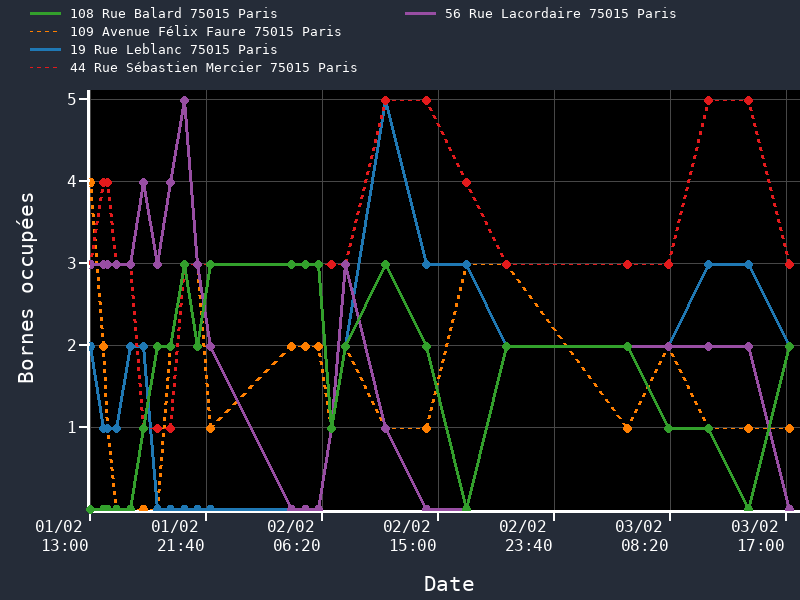 108 Rue Balard 75015 Paris
56 Rue Lacordaire 75015 Paris
109 Avenue Félix Faure 75015 Paris
19 Rue Leblanc 75015 Paris
44 Rue Sébastien Mercier 75015 Paris
5
4
3
2
1
Bornes occupées
01/02 01/02 02/02 02/02 02/02 03/02 03/02
13:00 21:40 06:20 15:00 23:40 08:20 17:00
Date